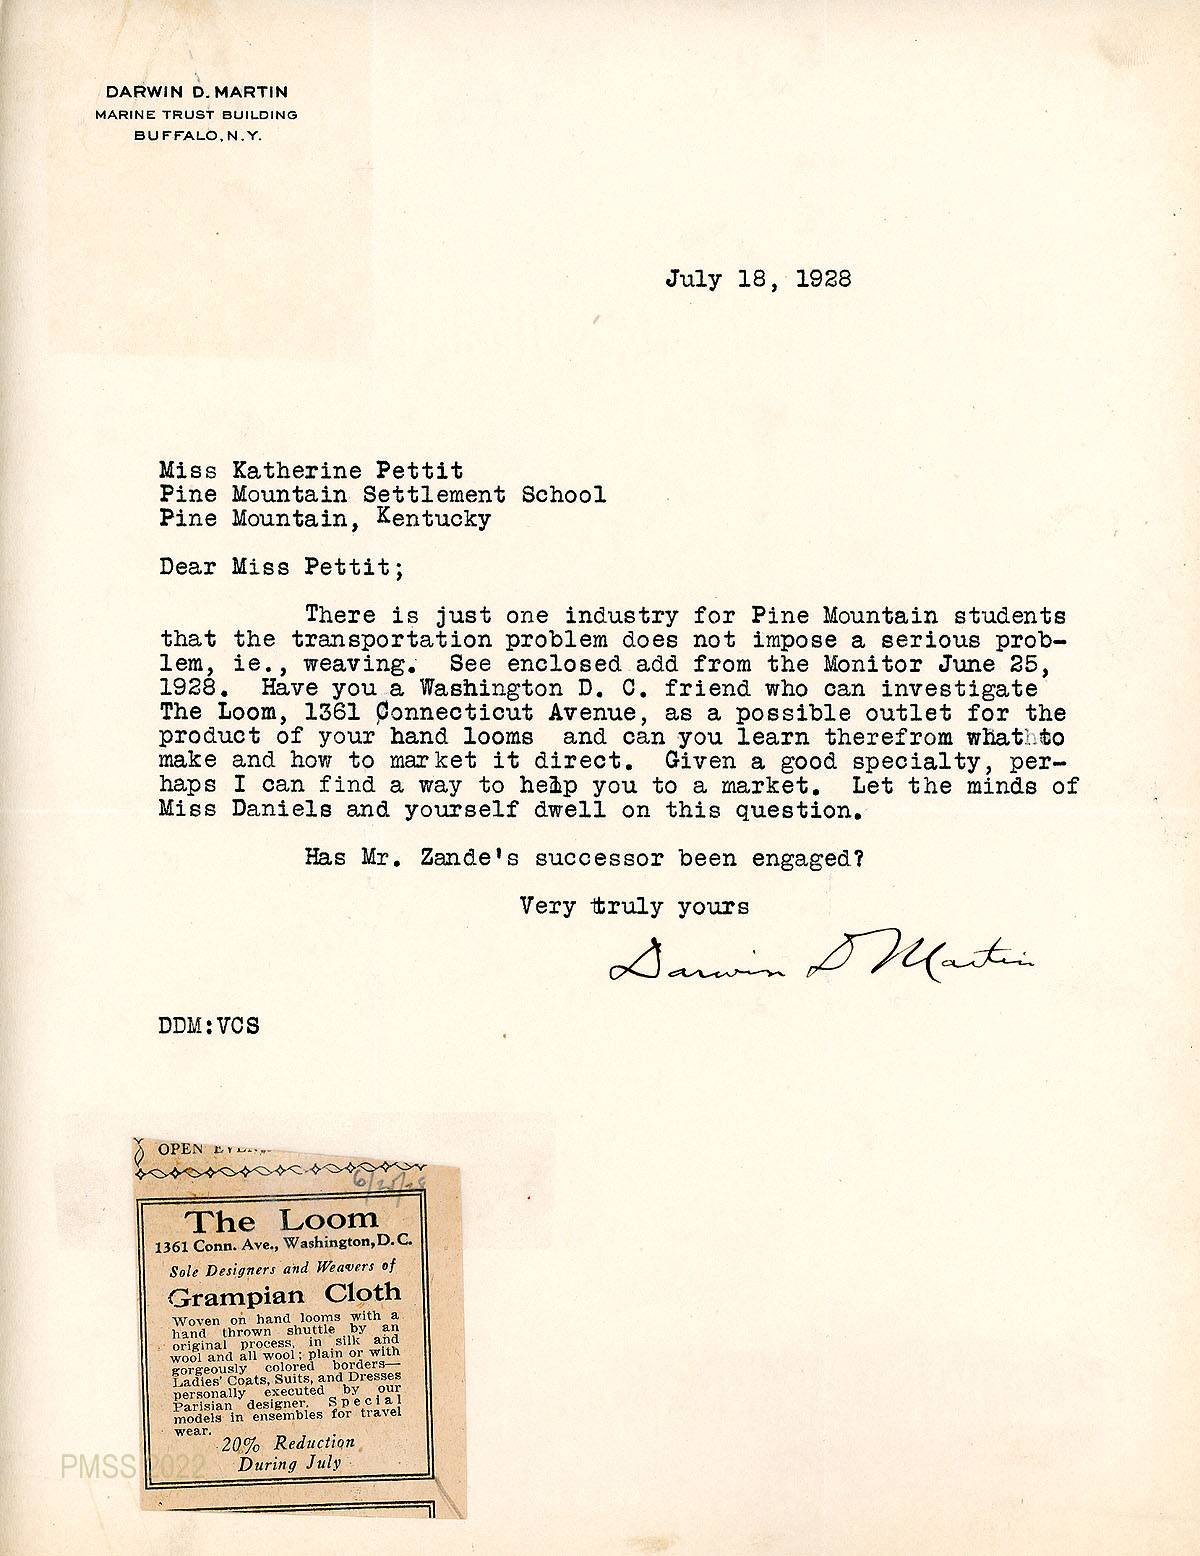 DARWIN D. MARTIN
MARINE TRUST BUILDING
BUFFALO, N.Y.
July 18, 1928
Miss Katherine Pettit
Pine Mountain Settlement School
Pine Mountain, Kentucky
Dear Miss Pettit;
There is just one industry for Pine Mountain students
that the transportation problem does not impose a serious prob-
lem, ie., weaving. See enclosed add from the Monitor June 25,
1928. Have you a Washington D. C. friend who can investigate
The Loom, 1361 Connecticut Avenue, as a possible outlet for the
product of your hand looms and can you learn therefrom what to
make and how to market it direct. Given a good specialty, per-
haps I can find a way to help you to a market. Let the minds of
Miss Daniels and yourself dwell on this question.
Has Mr. Zande's successor been engaged?
Very truly yours
Darwin D Martin
DDM:VCS
OPEN
6/25/28
The Loom
1361 Conn. Ave., Washington, D. C.
Sole Designers and Weavers of
Grampian Cloth
Woven on hand looms with a
hand thrown shuttle by an
original process, in silk and
wool and all wool; plain or with
gorgeously colored borders—
Ladies' Coats, Suits, and Dresses
personally executed by our
Parisian designer. Special
models in ensembles for travel
wear.
20% Reduction
During July
PMSS 2022